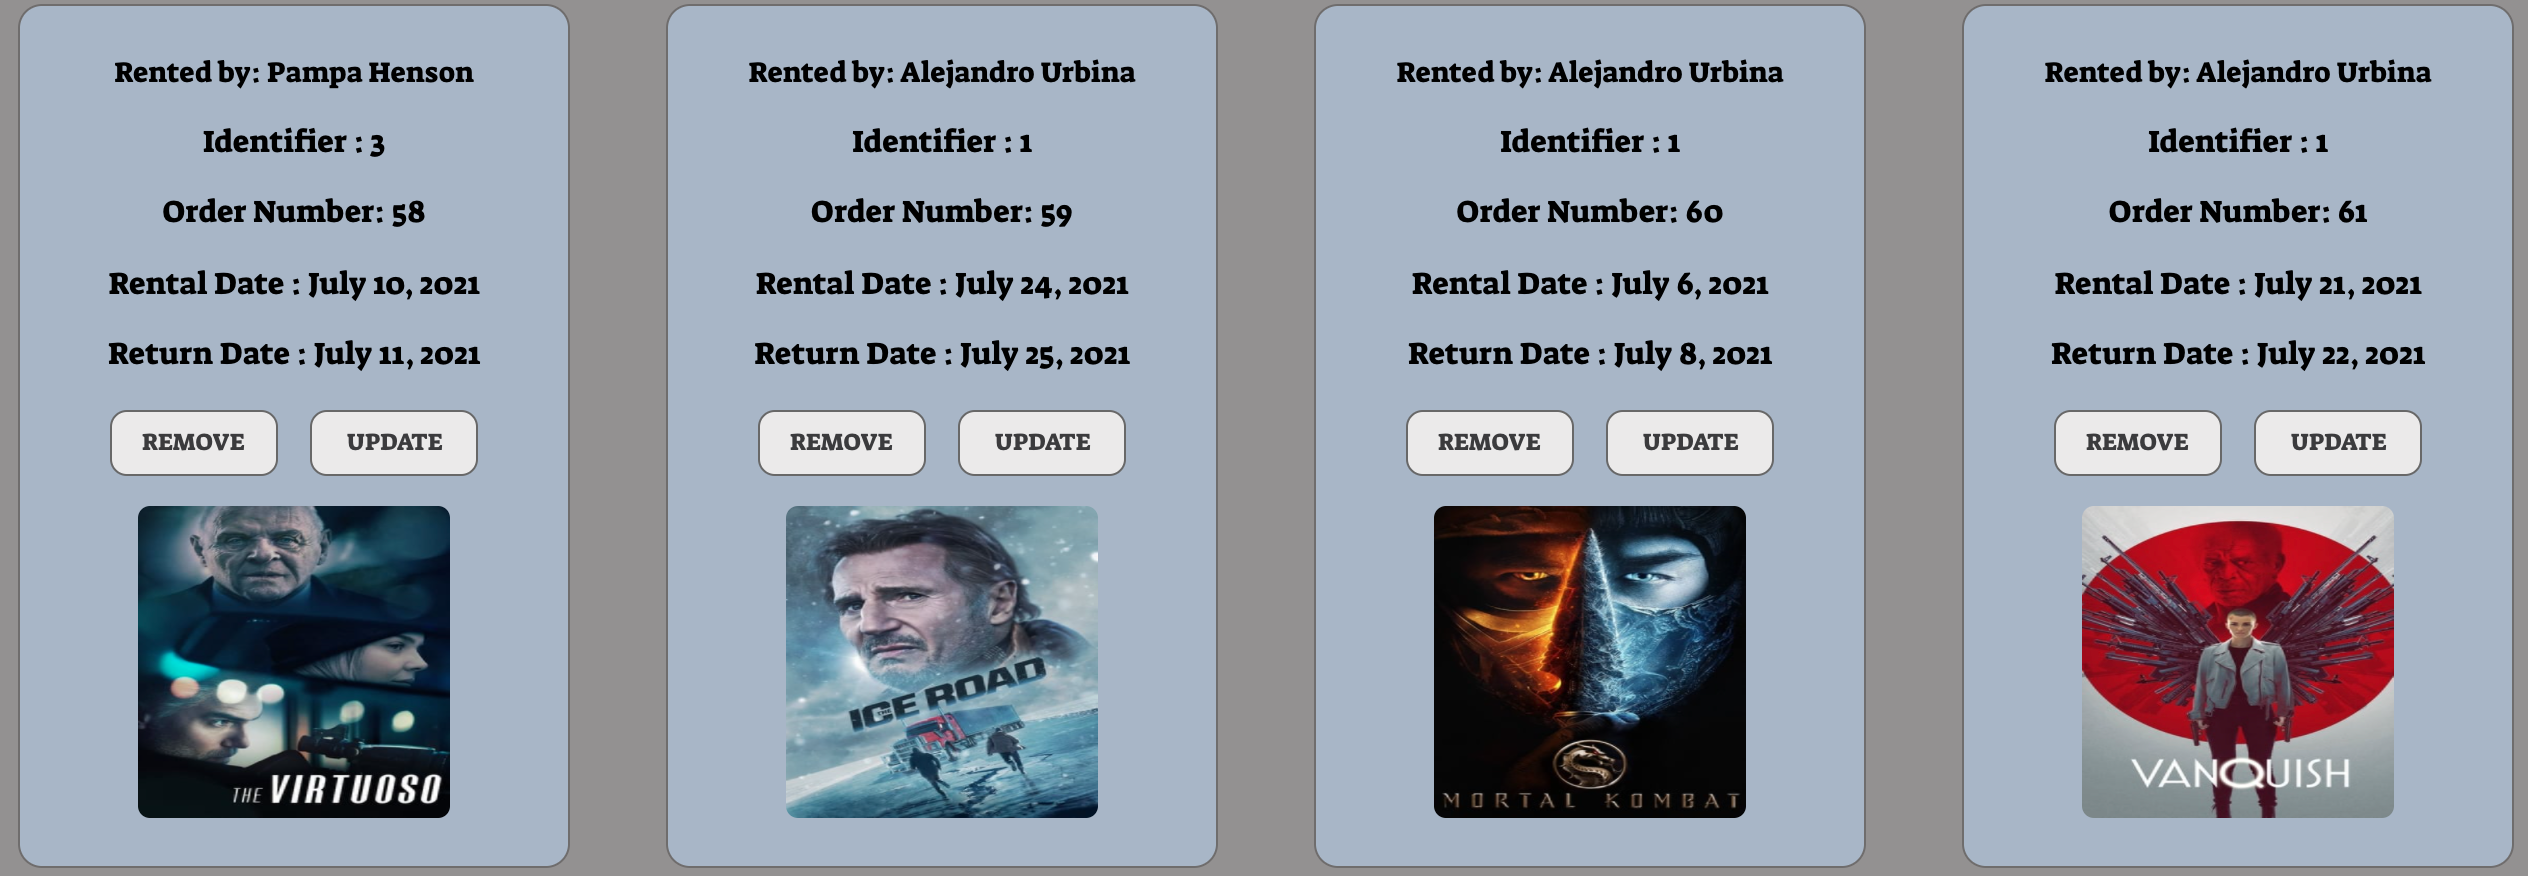 Rented by: Pampa Henson
Identifier : 3
Order Number: 58
Rental Date : July 10, 2021
Return Date : July 11, 2021
REMOVE
UPDATE
THE VIRTUOSO
Rented by: Alejandro Urbina
Identifier : 1
Order Number: 59
Rental Date : July 24, 2021
Return Date : July 25, 2021
REMOVE
UPDATE
THE
ICE ROAD
Rented by: Alejandro Urbina
Identifier : 1
Order Number: 60
Rental Date : July 6, 2021
Return Date : July 8, 2021
REMOVE
UPDATE
MORTAL KOMBAT
Rented by: Alejandro Urbina
Identifier : 1
Order Number: 61
Rental Date : July 21, 2021
Return Date : July 22, 2021
REMOVE
UPDATE
VANQUISH